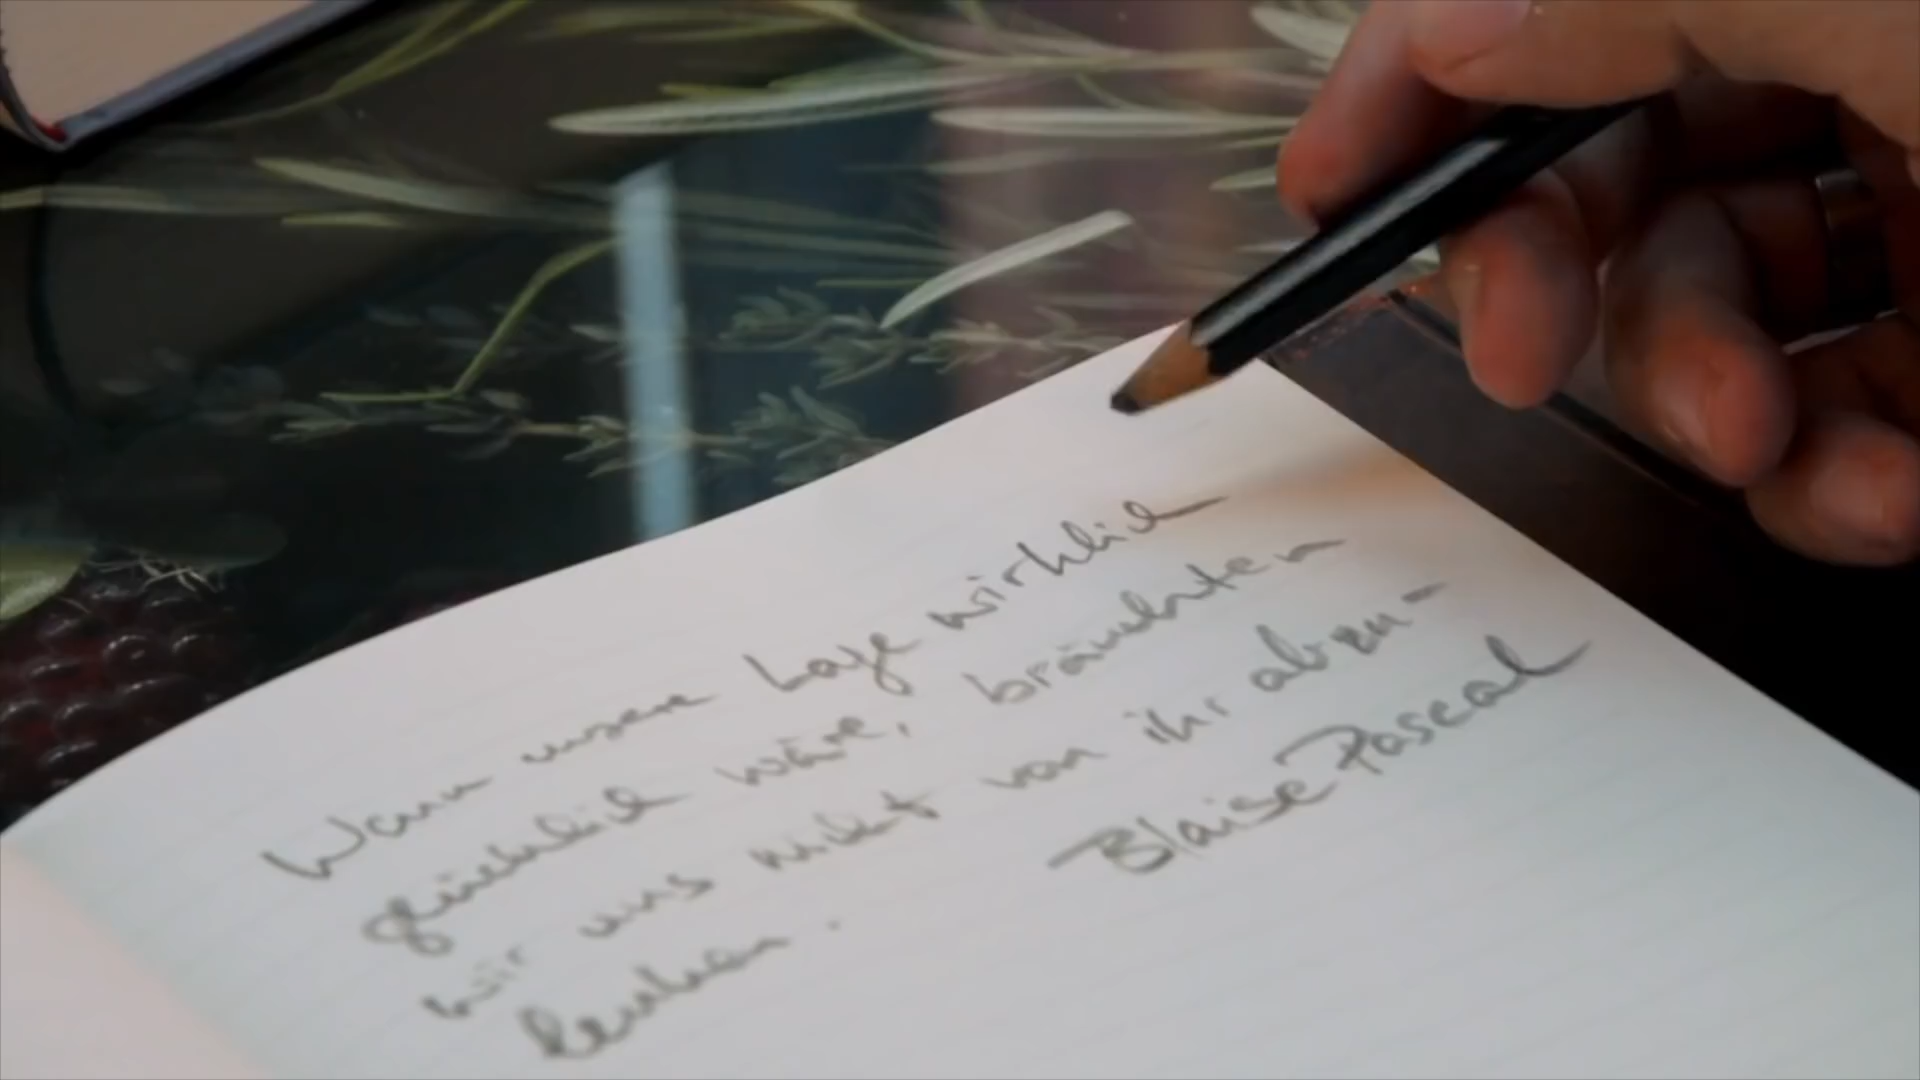 Wenn unsere Lage wirklich
glücklich wäre, bräuchten
wir uns nicht von ihr abzu-
lenken.
Blaise Pascal